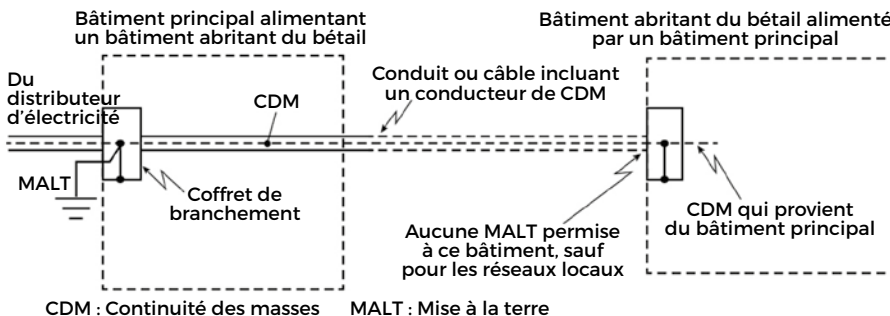 Bâtiment principal alimentant
un bâtiment abritant du bétail
Bâtiment abritant du bétail alimenté
par un bâtiment principal
Du
distributeur
d'électricité
CDM
Conduit ou câble incluant
un conducteur de CDM
MALT
Coffret de
branchement
Aucune MALT permise
à ce bâtiment, sauf
pour les réseaux locaux
CDM qui provient
du bâtiment principal
CDM : Continuité des masses MALT : Mise à la terre